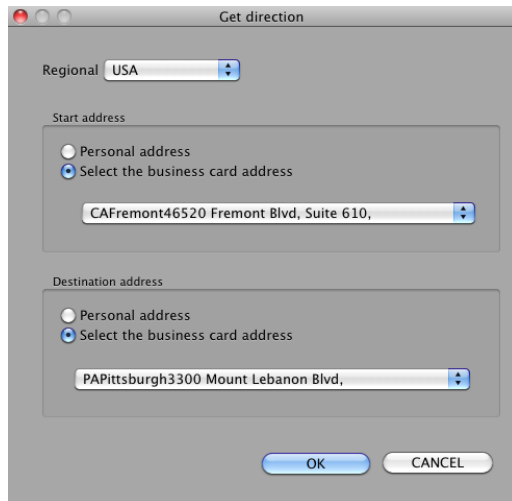 Get direction
Regional USA
Start address
Personal address
Select the business card address
CAFremont46520 Fremont Blvd, Suite 610,
Destination address
Personal address
Select the business card address
PAPittsburgh3300 Mount Lebanon Blvd,
OK CANCEL